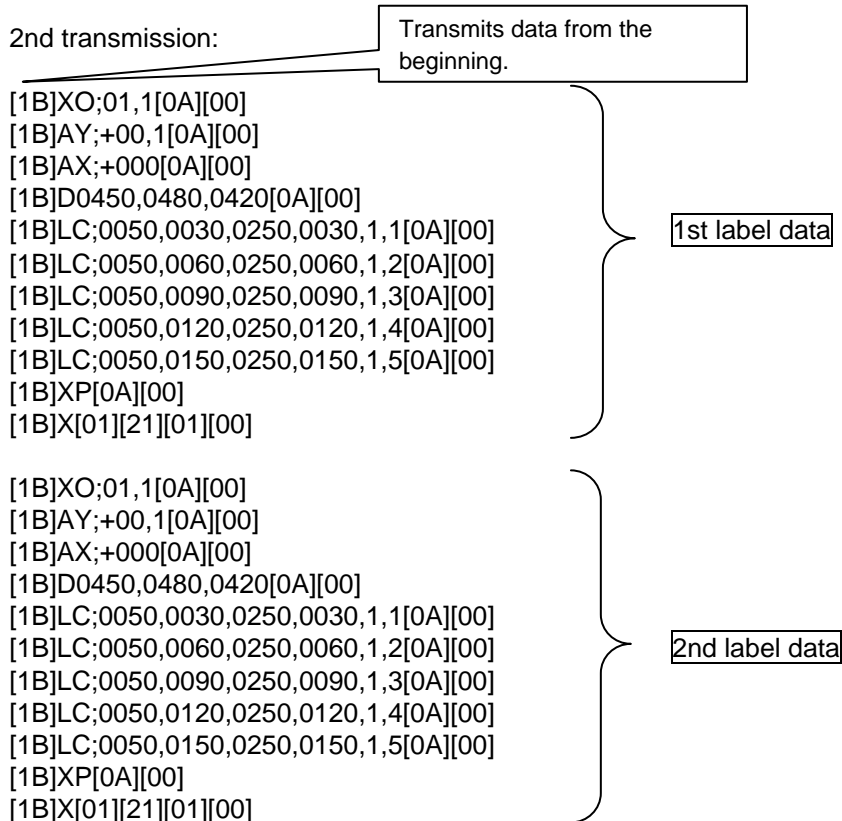 2nd transmission:
Transmits data from the
beginning.
[1B]XO;01,1[0A][00]
[1B]AY;+00,1[0A][00]
[1B]AX;+000[0A][00]
[1B]D0450,0480,0420[0A][00]
[1B]LC;0050,0030,0250,0030,1,1[0A][00]
[1B]LC;0050,0060,0250,0060,1,2[0A][00]
[1B]LC;0050,0090,0250,0090,1,3[0A][00]
[1B]LC;0050,0120,0250,0120,1,4[0A][00]
[1B]LC;0050,0150,0250,0150,1,5[0A][00]
[1B]XP[0A][00]
[1B]X[01][21][01][00]
1st label data
[1B]XO;01,1[0A][00]
[1B]AY;+00,1[0A][00]
[1B]AX;+000[0A][00]
[1B]D0450,0480,0420[0A][00]
[1B]LC;0050,0030,0250,0030,1,1[0A][00]
[1B]LC;0050,0060,0250,0060,1,2[0A][00]
[1B]LC;0050,0090,0250,0090,1,3[0A][00]
[1B]LC;0050,0120,0250,0120,1,4[0A][00]
[1B]LC;0050,0150,0250,0150,1,5[0A][00]
[1B]XP[0A][00]
[1B]X[01][21][01][00]
2nd label data